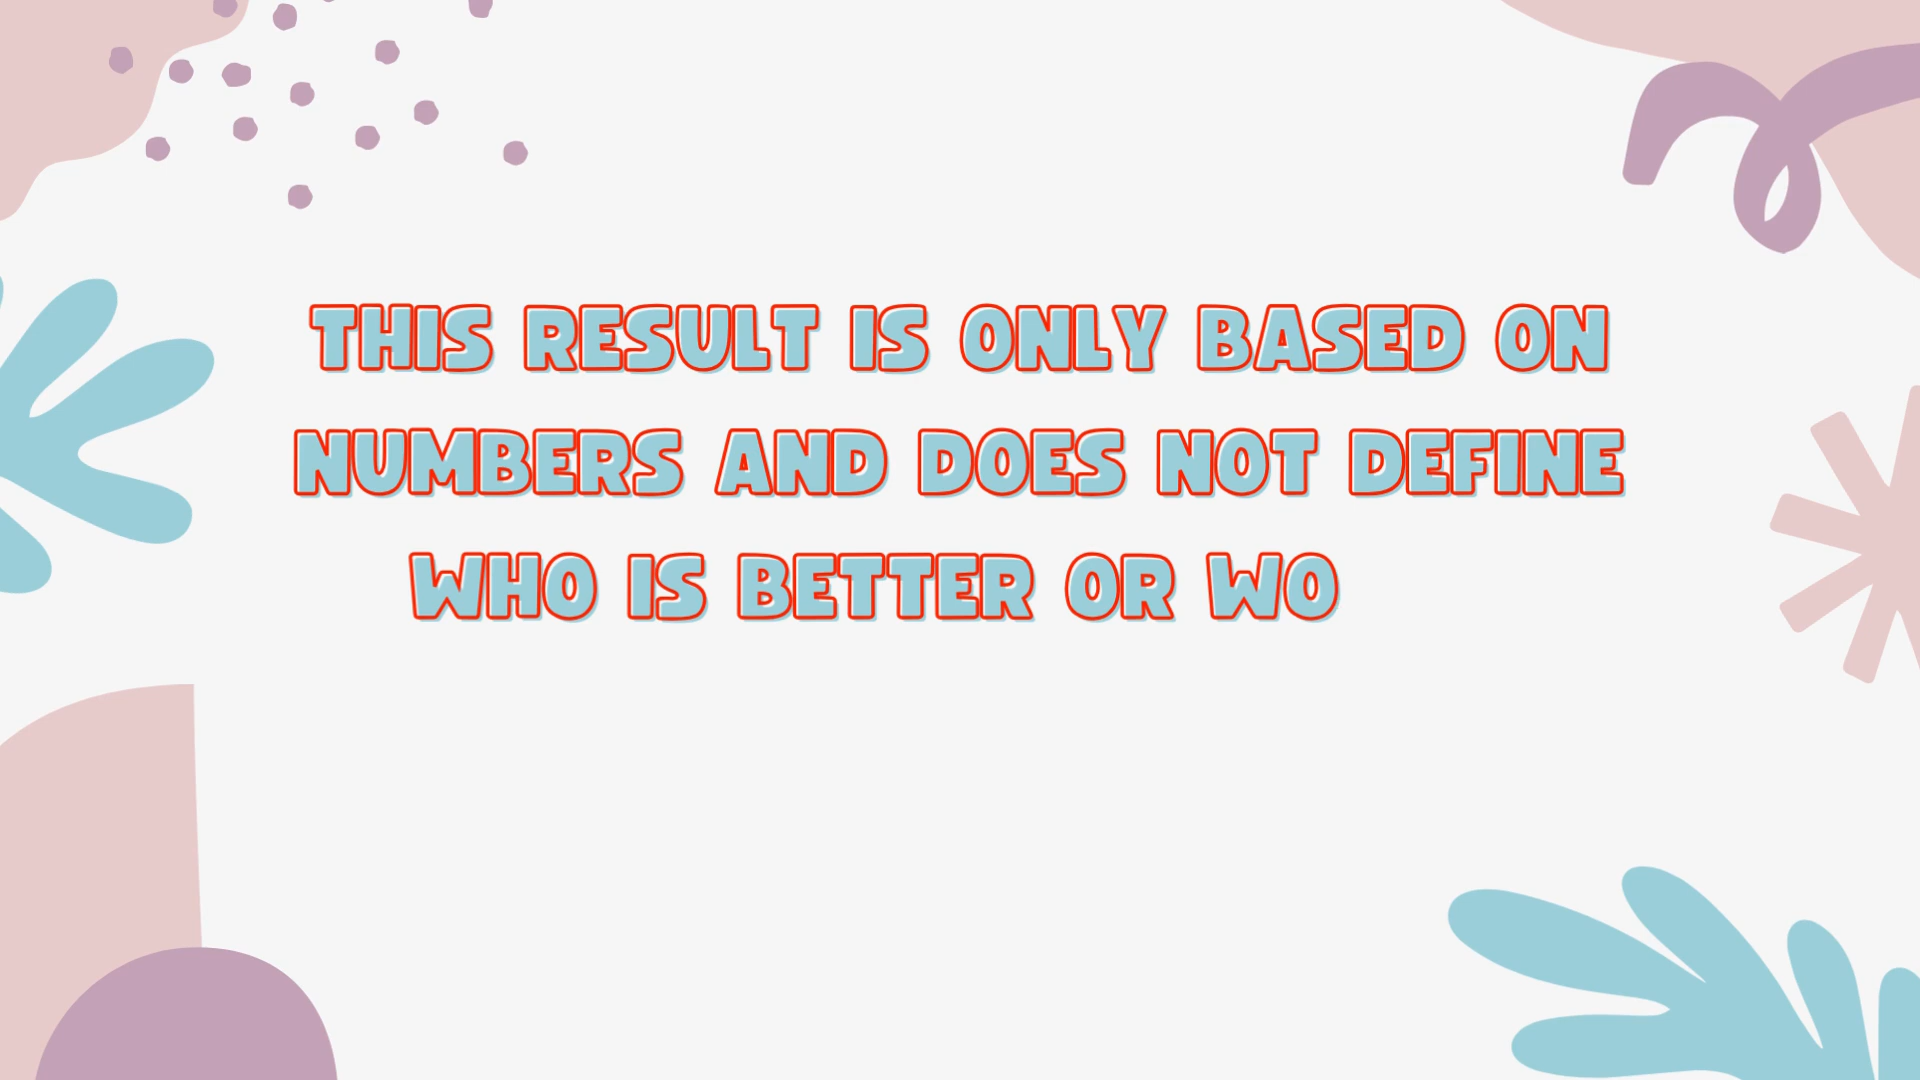 THIS RESULT IS ONLY BASED ON
NUMBERS AND DOES NOT DEFINE
WHO IS BETTER OR WO